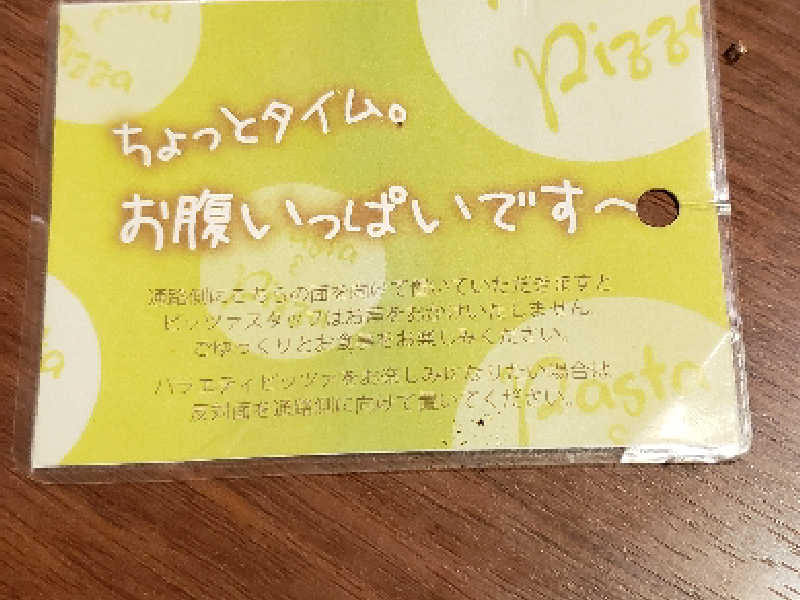 Pizza
Pizza
ちょっとタイム。
お腹いっぱいです〜
通路側にこちらの面を向けて置いていただきますと
ピッツァスタッフはお声をおかけいたしません。
ごゆっくりとお食事をお楽しみください。
バラエティピッツァをお楽しみになりたい場合は
反対面を通路側に向けて置いてください。
Pasta